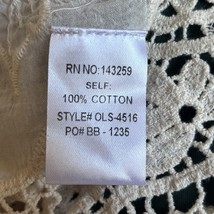 RN NO: 143259
SELF:
100% COTTON
STYLE# OLS-4516
PO# BB - 1235